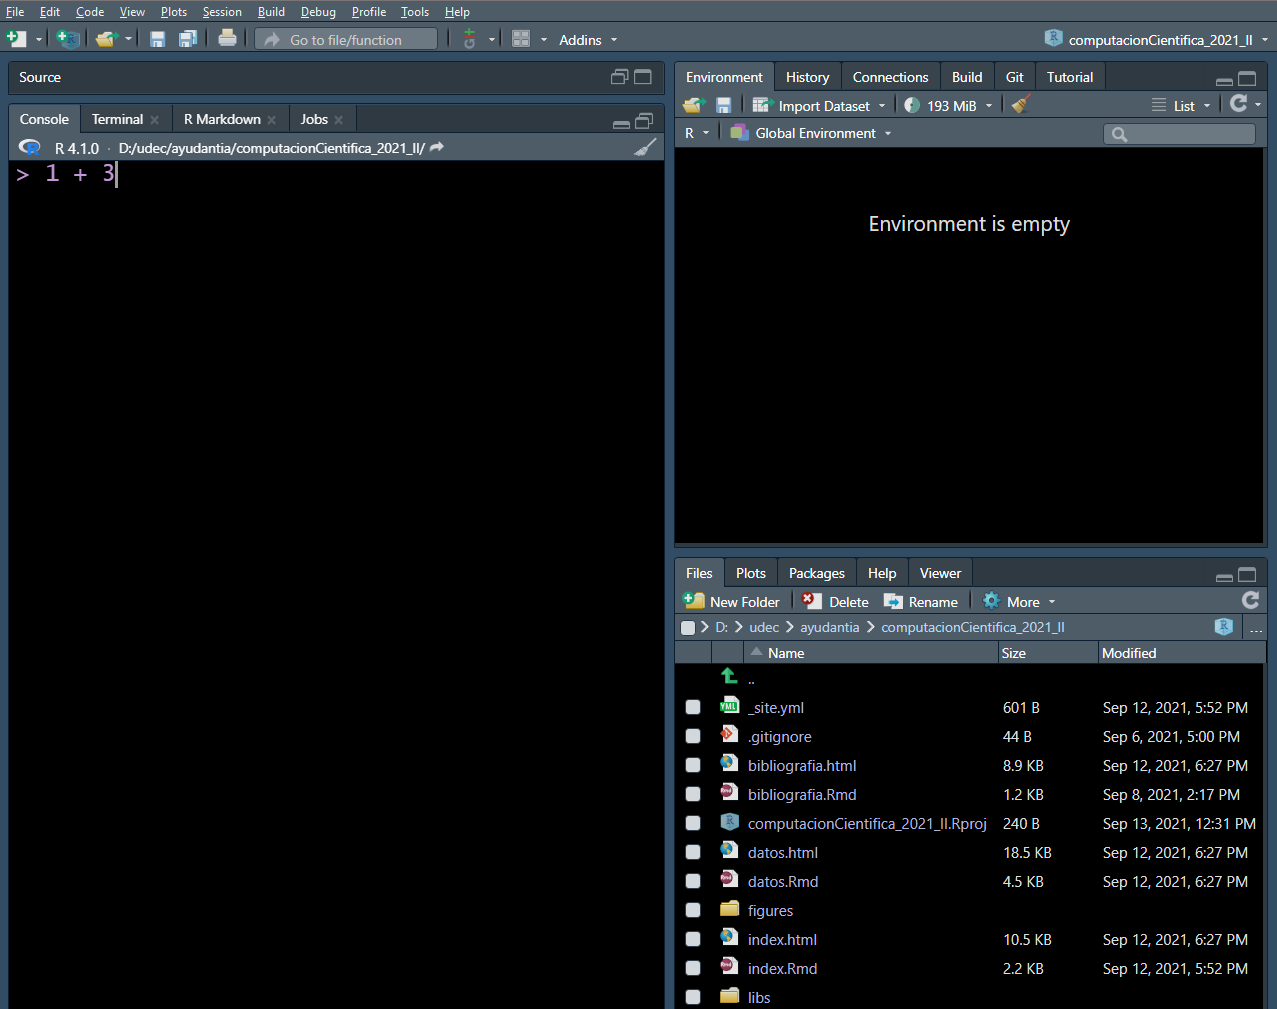 File Edit Code View Plots Session Build Debug Profile Tools Help
Go to file/function Addins computacionCientifica_2021_II
Source
Console Terminal R Markdown Jobs
R 4.1.0 · D:/udec/ayudantia/computacionCientifica_2021_II/
> 1 + 3
Environment History Connections Build Git Tutorial
Import Dataset 193 MiB List
R Global Environment
Environment is empty
Files Plots Packages Help Viewer
New Folder Delete Rename More
D: udec ayudantia computacionCientifica_2021_II ...
Name Size Modified
..
_site.yml 601 B Sep 12, 2021, 5:52 PM
.gitignore 44 B Sep 6, 2021, 5:00 PM
bibliografia.html 8.9 KB Sep 12, 2021, 6:27 PM
bibliografia.Rmd 1.2 KB Sep 8, 2021, 2:17 PM
computacionCientifica_2021_II.Rproj 240 B Sep 13, 2021, 12:31 PM
datos.html 18.5 KB Sep 12, 2021, 6:27 PM
datos.Rmd 4.5 KB Sep 12, 2021, 6:27 PM
figures
index.html 10.5 KB Sep 12, 2021, 6:27 PM
index.Rmd 2.2 KB Sep 12, 2021, 5:52 PM
libs